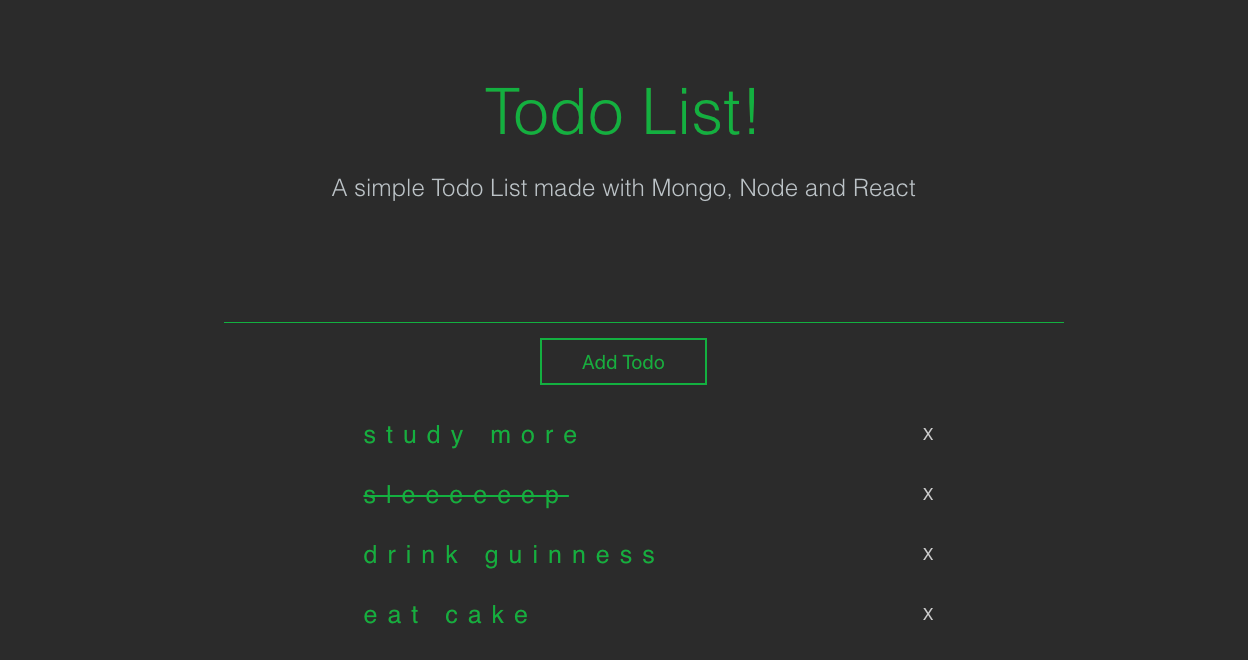 Todo List!
A simple Todo List made with Mongo, Node and React
Add Todo
study more X
sleeeeeep X
drink guinness X
eat cake X